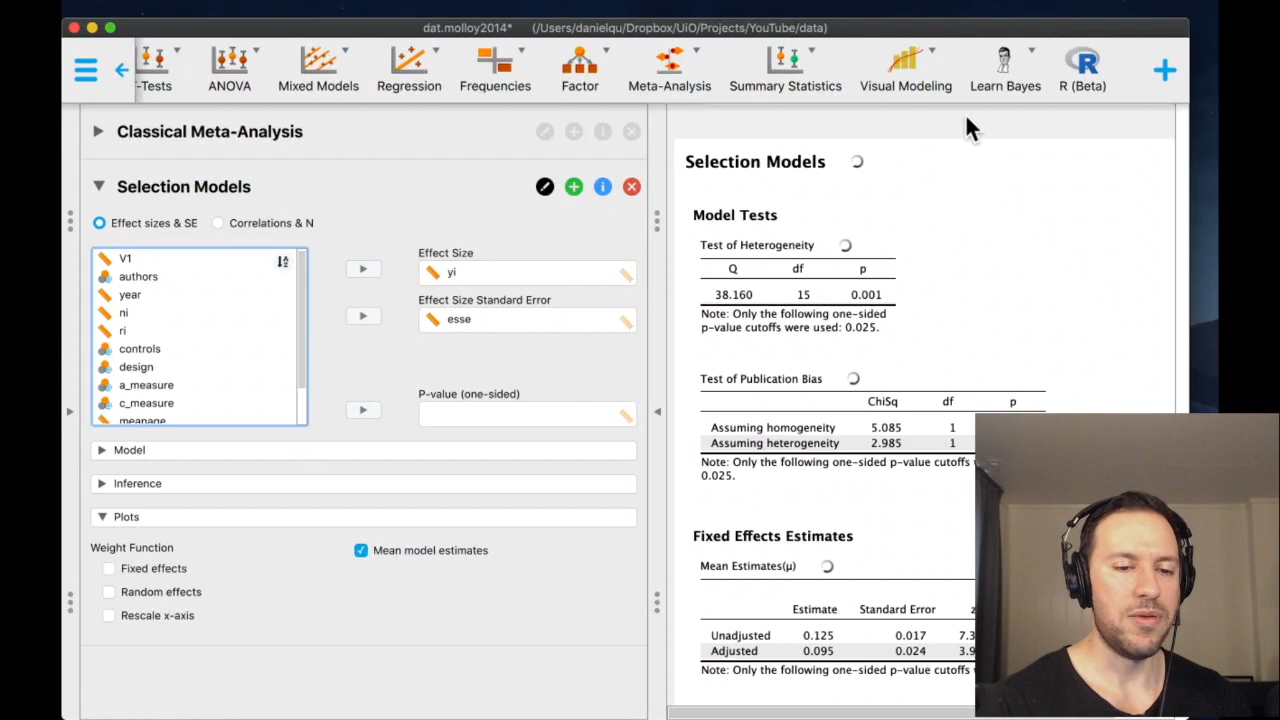 dat.molloy2014* (/Users/danielqu/Dropbox/UiO/Projects/YouTube/data)
-Tests ANOVA Mixed Models Regression Frequencies Factor Meta-Analysis Summary Statistics Visual Modeling Learn Bayes R (Beta)
Classical Meta-Analysis
Selection Models
Effect sizes & SE Correlations & N
V1
authors
year
ni
ri
controls
design
a_measure
c_measure
meanage
Effect Size
yi
Effect Size Standard Error
esse
P-value (one-sided)
Model
Inference
Plots
Weight Function
Mean model estimates
Fixed effects
Random effects
Rescale x-axis
Selection Models
Model Tests
Test of Heterogeneity
Q df p
38.160 15 0.001
Note: Only the following one-sided
p-value cutoffs were used: 0.025.
Test of Publication Bias
ChiSq df p
Assuming homogeneity 5.085 1
Assuming heterogeneity 2.985 1
Note: Only the following one-sided p-value cutoffs
0.025.
Fixed Effects Estimates
Mean Estimates(μ)
Estimate Standard Error z
Unadjusted 0.125 0.017 7.3
Adjusted 0.095 0.024 3.9
Note: Only the following one-sided p-value cutoffs